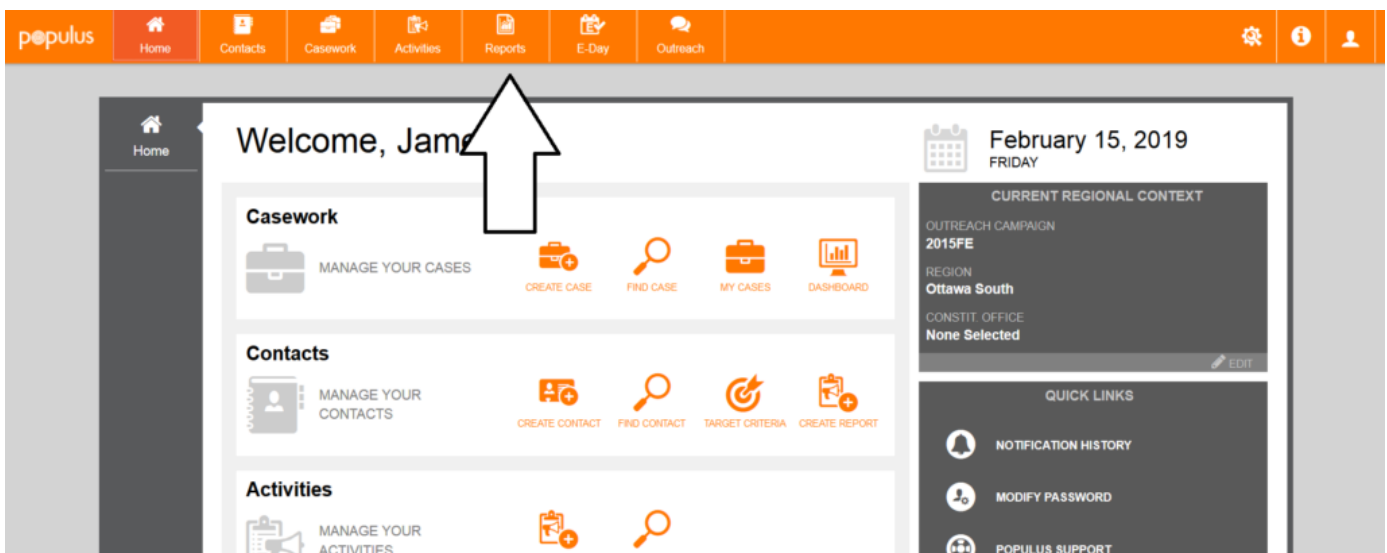 populus
Home
Contacts
Casework
Activities
Reports
E-Day
Outreach
Home
Welcome, Jam
February 15, 2019
FRIDAY
Casework
MANAGE YOUR CASES
CREATE CASE
FIND CASE
MY CASES
DASHBOARD
Contacts
MANAGE YOUR
CONTACTS
CREATE CONTACT
FIND CONTACT
TARGET CRITERIA
CREATE REPORT
Activities
MANAGE YOUR
ACTIVITIES
CURRENT REGIONAL CONTEXT
OUTREACH CAMPAIGN
2015FE
REGION
Ottawa South
CONSTIT. OFFICE
None Selected
EDIT
QUICK LINKS
NOTIFICATION HISTORY
MODIFY PASSWORD
POPULUS SUPPORT